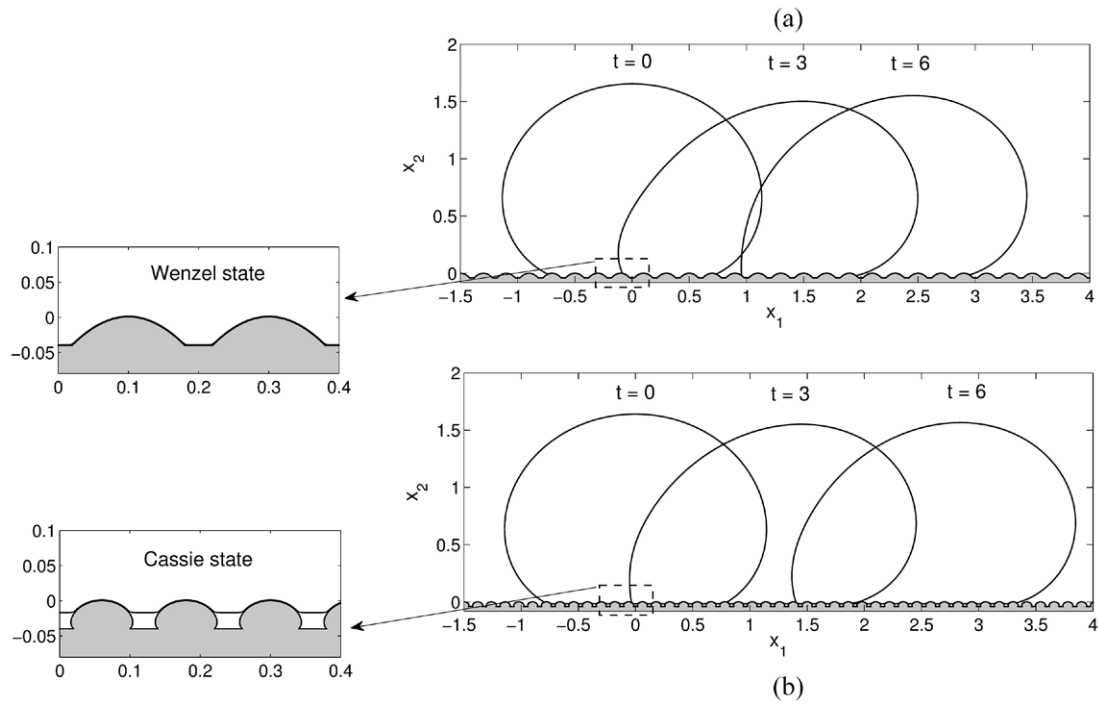 (a)
2
t = 0
t = 3
t = 6
1.5
x₂
1
0.5
0
−1.5 −1 −0.5 0 0.5 1 1.5 2 2.5 3 3.5 4
x₁
0.1
Wenzel state
0.05
0
−0.05
0 0.1 0.2 0.3 0.4
2
t = 0
t = 3
t = 6
1.5
x₂
1
0.5
0
−1.5 −1 −0.5 0 0.5 1 1.5 2 2.5 3 3.5 4
x₁
0.1
Cassie state
0.05
0
−0.05
0 0.1 0.2 0.3 0.4
(b)